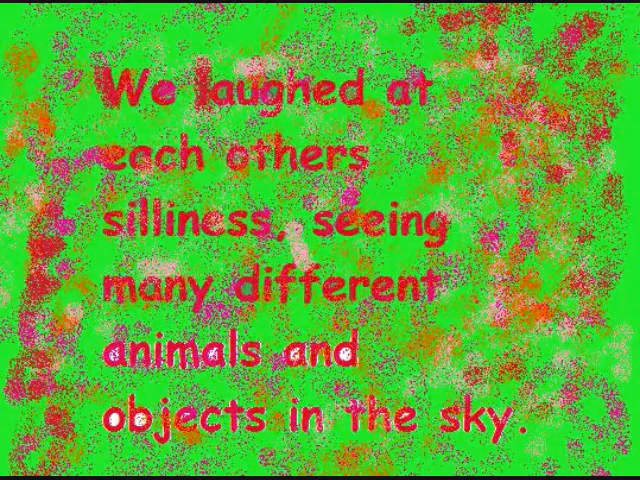 We laughed at
each others
silliness, seeing
many different
animals and
objects in the sky.